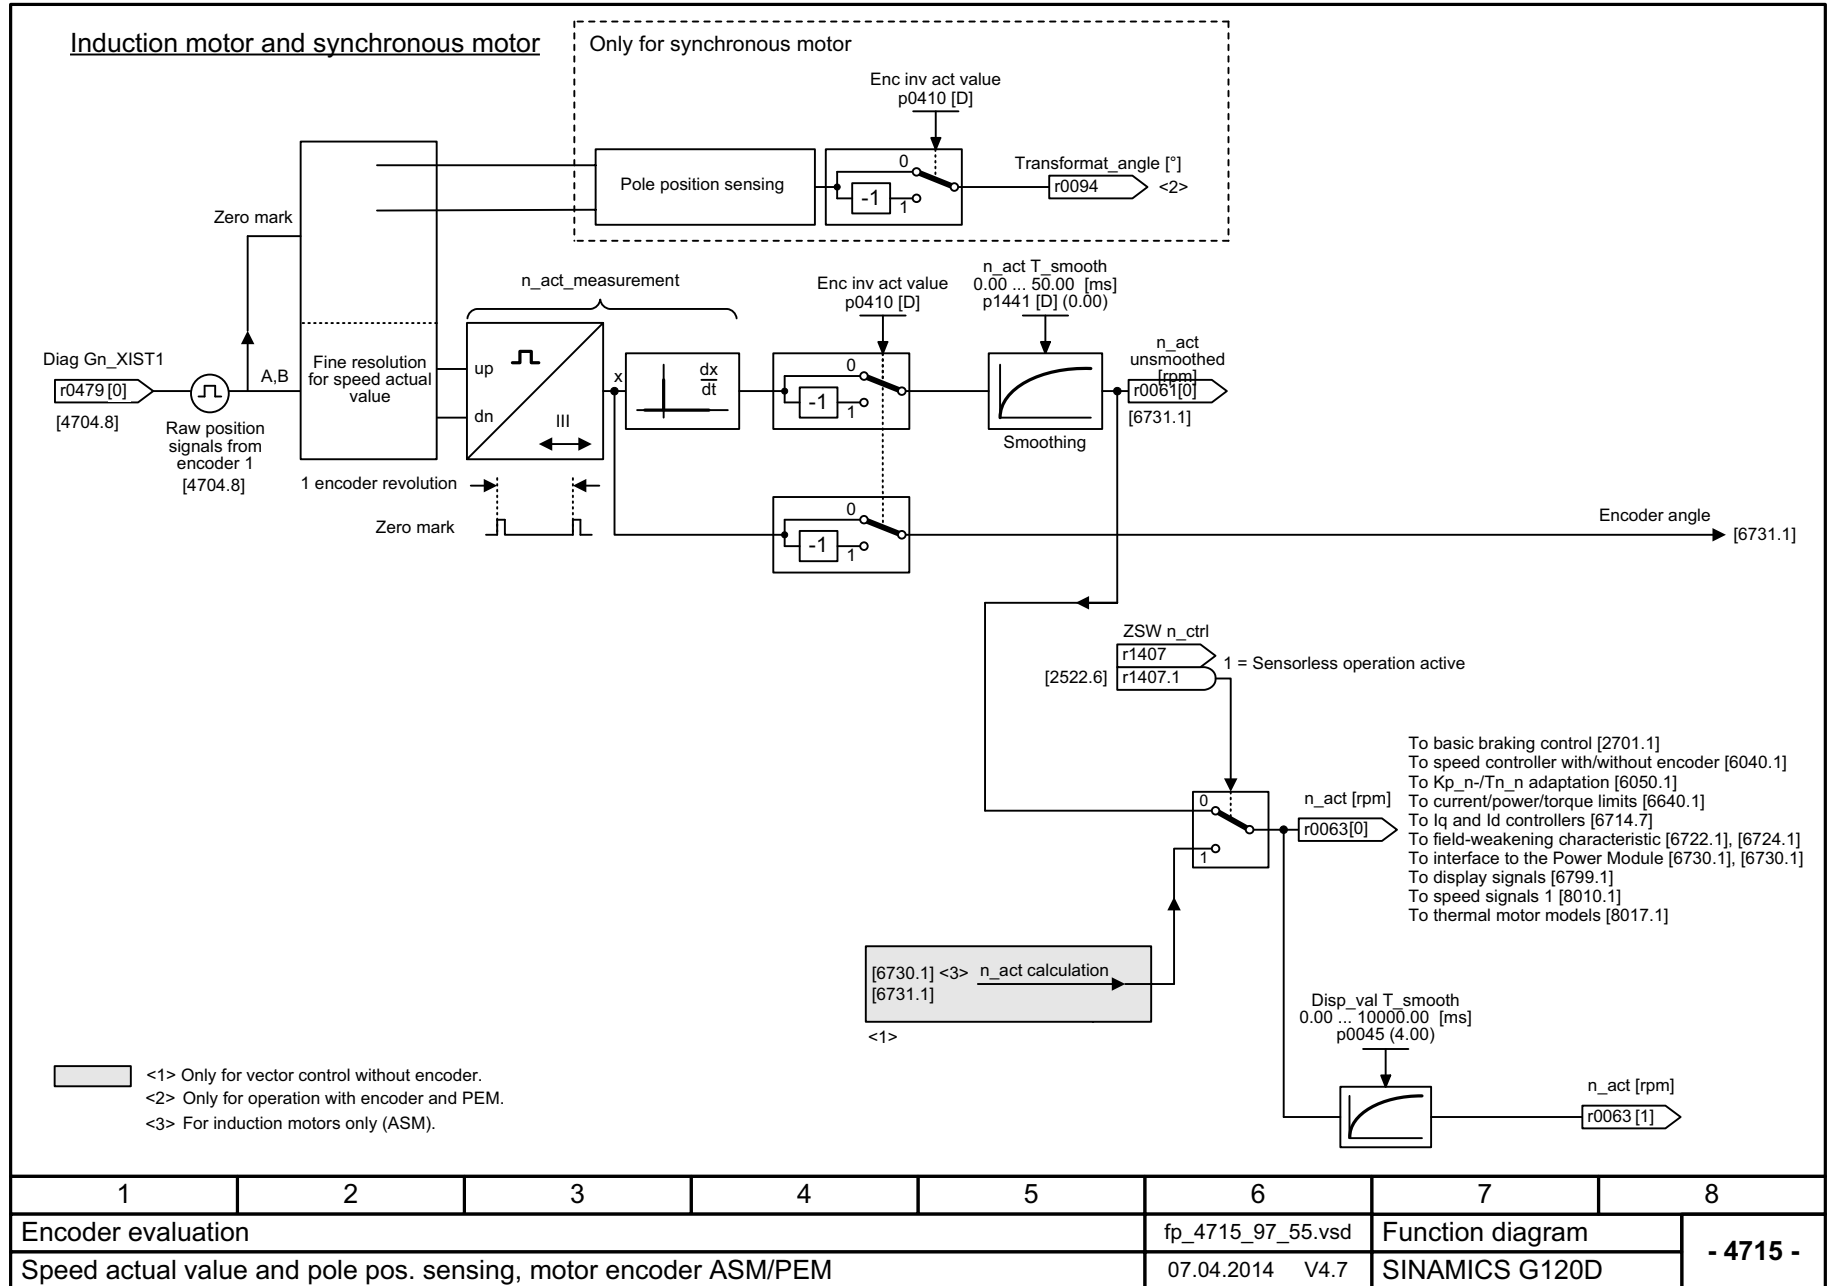 Induction motor and synchronous motor
Only for synchronous motor
Enc inv act value
p0410 [D]
0
-1
1
Pole position sensing
Transformat_angle [°]
r0094
<2>
Zero mark
n_act_measurement
Enc inv act value
p0410 [D]
n_act T_smooth
0.00 ... 50.00 [ms]
p1441 [D] (0.00)
n_act
unsmoothed
[rpm]
r0061[0]
[6731.1]
Diag Gn_XIST1
r0479 [0]
[4704.8]
A,B
Raw position
signals from
encoder 1
[4704.8]
Fine resolution
for speed actual
value
up
dn
III
x
dx
dt
0
-1
1
Smoothing
1 encoder revolution
Zero mark
0
-1
1
Encoder angle
[6731.1]
ZSW n_ctrl
r1407
[2522.6]
r1407.1
1 = Sensorless operation active
0
1
n_act [rpm]
r0063[0]
To basic braking control [2701.1]
To speed controller with/without encoder [6040.1]
To Kp_n-/Tn_n adaptation [6050.1]
To current/power/torque limits [6640.1]
To Iq and Id controllers [6714.7]
To field-weakening characteristic [6722.1], [6724.1]
To interface to the Power Module [6730.1], [6730.1]
To display signals [6799.1]
To speed signals 1 [8010.1]
To thermal motor models [8017.1]
[6730.1] <3> n_act calculation
[6731.1]
<1>
Disp_val T_smooth
0.00 ... 10000.00 [ms]
p0045 (4.00)
n_act [rpm]
r0063 [1]
<1> Only for vector control without encoder.
<2> Only for operation with encoder and PEM.
<3> For induction motors only (ASM).
1 2 3 4 5 6 7 8
Encoder evaluation
fp_4715_97_55.vsd
Function diagram
- 4715 -
Speed actual value and pole pos. sensing, motor encoder ASM/PEM
07.04.2014 V4.7
SINAMICS G120D